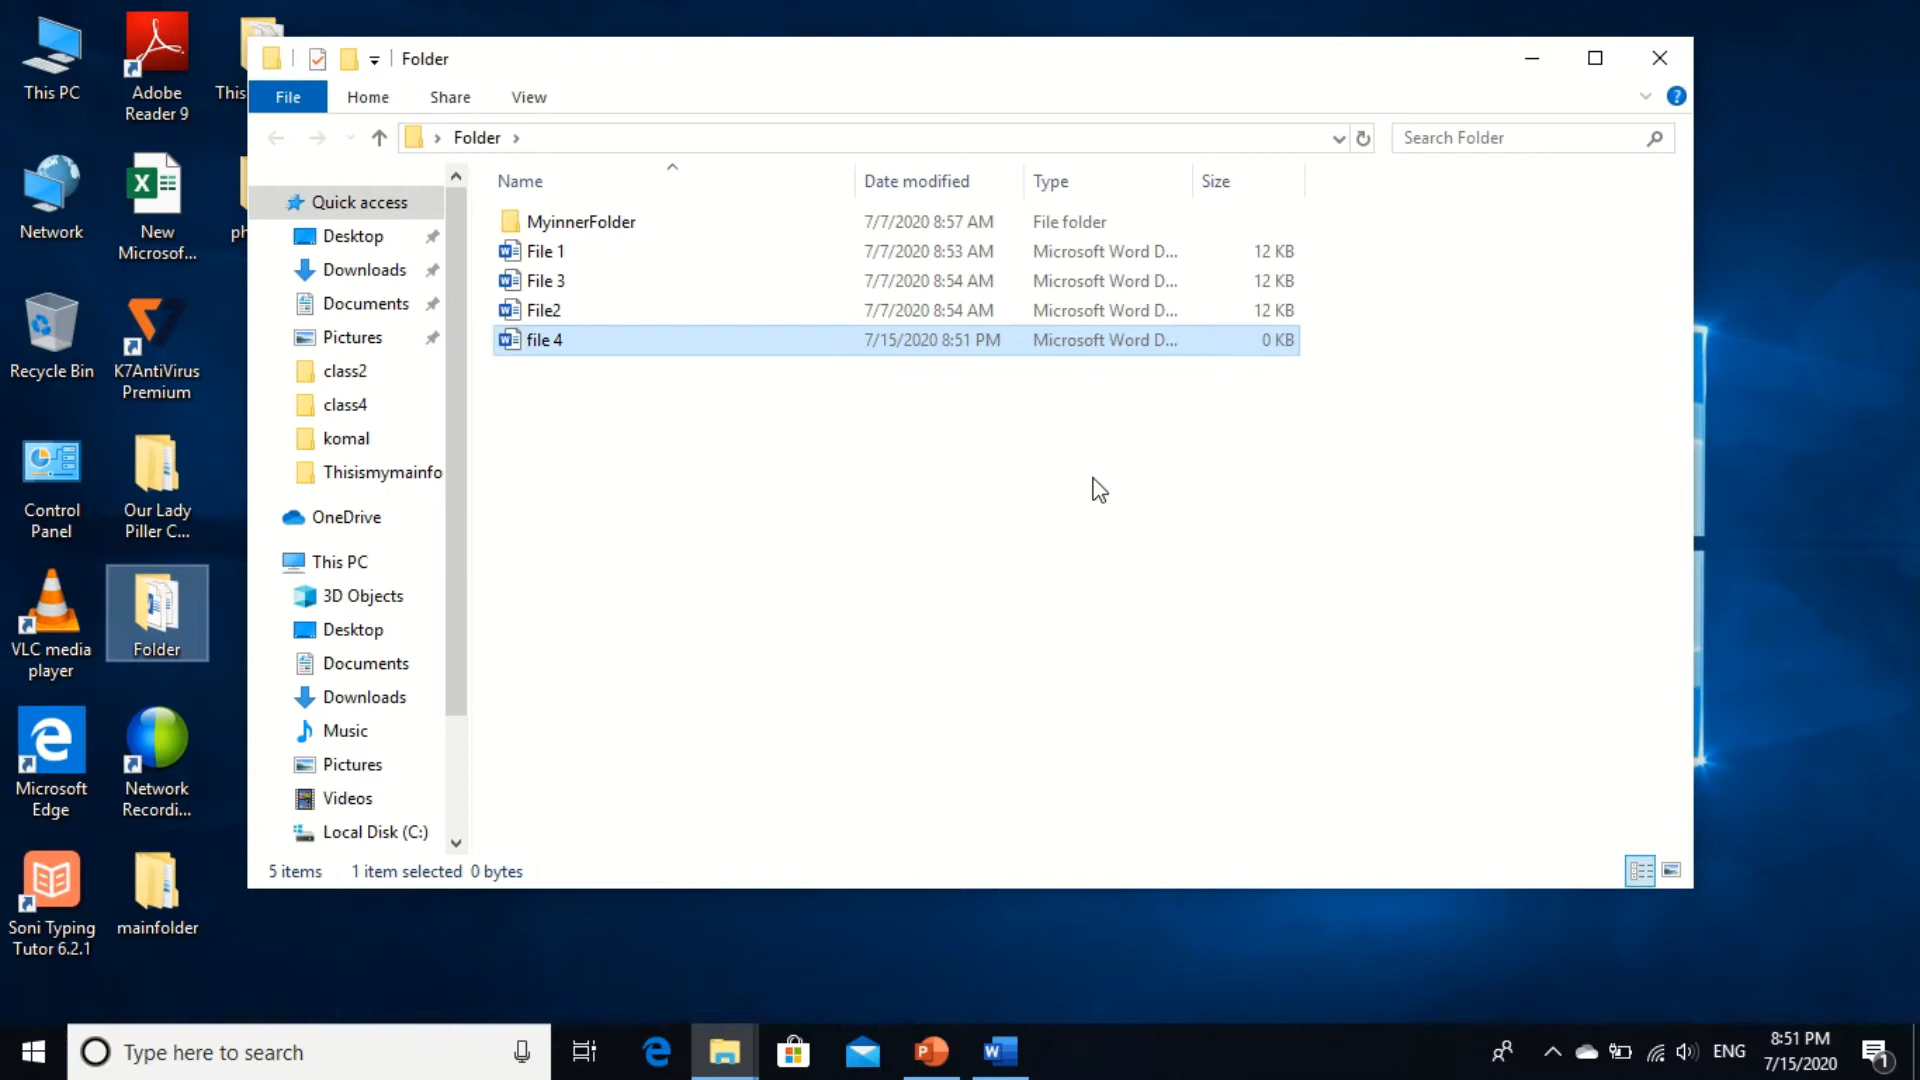 This PC
Adobe
Reader 9
This
Network
New
Microsof...
ph
Recycle Bin
K7AntiVirus
Premium
Control
Panel
Our Lady
Piller C...
VLC media
player
Folder
Microsoft
Edge
Network
Recordi...
Soni Typing
Tutor 6.2.1
mainfolder
Folder
File
Home
Share
View
Folder
Search Folder
Name
Date modified
Type
Size
Quick access
Desktop
Downloads
Documents
Pictures
class2
class4
komal
Thisismymainfo
OneDrive
This PC
3D Objects
Desktop
Documents
Downloads
Music
Pictures
Videos
Local Disk (C:)
MyinnerFolder 7/7/2020 8:57 AM File folder
File 1 7/7/2020 8:53 AM Microsoft Word D... 12 KB
File 3 7/7/2020 8:54 AM Microsoft Word D... 12 KB
File2 7/7/2020 8:54 AM Microsoft Word D... 12 KB
file 4 7/15/2020 8:51 PM Microsoft Word D... 0 KB
5 items 1 item selected 0 bytes
Type here to search
ENG
8:51 PM
7/15/2020
1